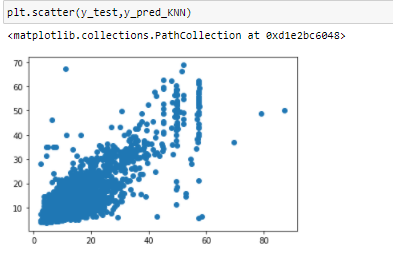 plt.scatter(y_test,y_pred_KNN)
<matplotlib.collections.PathCollection at 0xd1e2bc6048>
70
60
50
40
30
20
10
0 20 40 60 80